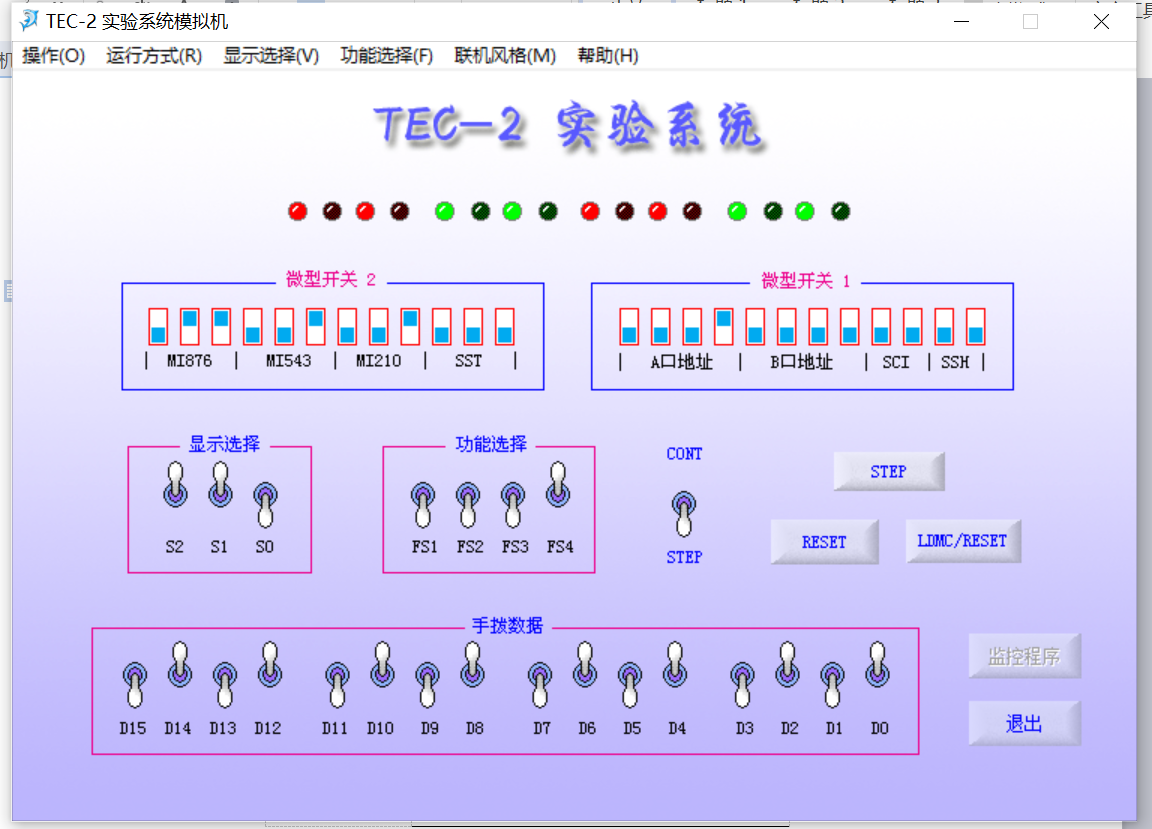 TEC-2 实验系统模拟机
操作(O) 运行方式(R) 显示选择(V) 功能选择(F) 联机风格(M) 帮助(H)
TEC-2 实验系统
微型开关 2 微型开关 1
| MI876 | MI543 | MI210 | SST | | A口地址 | B口地址 | SCI | SSH |
显示选择 功能选择
CONT
STEP
S2 S1 S0 FS1 FS2 FS3 FS4
RESET LDMC/RESET
STEP
手拨数据
监控程序
D15 D14 D13 D12 D11 D10 D9 D8 D7 D6 D5 D4 D3 D2 D1 D0
退出